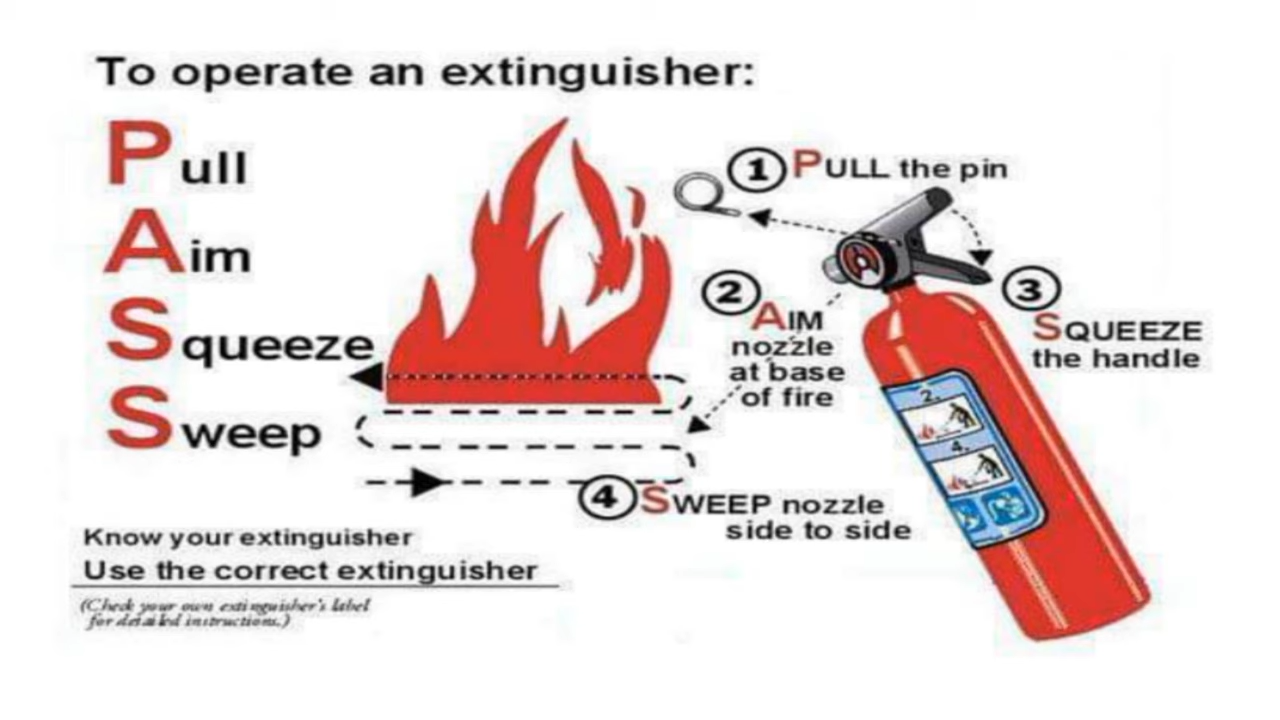 To operate an extinguisher:
Pull
Aim
Squeeze
Sweep
1 PULL the pin
2
AIM
nozzle
at base
of fire
3
SQUEEZE
the handle
4 SWEEP nozzle
side to side
2.
4.
Know your extinguisher
Use the correct extinguisher
(Check your own extinguisher's label
for detailed instructions.)